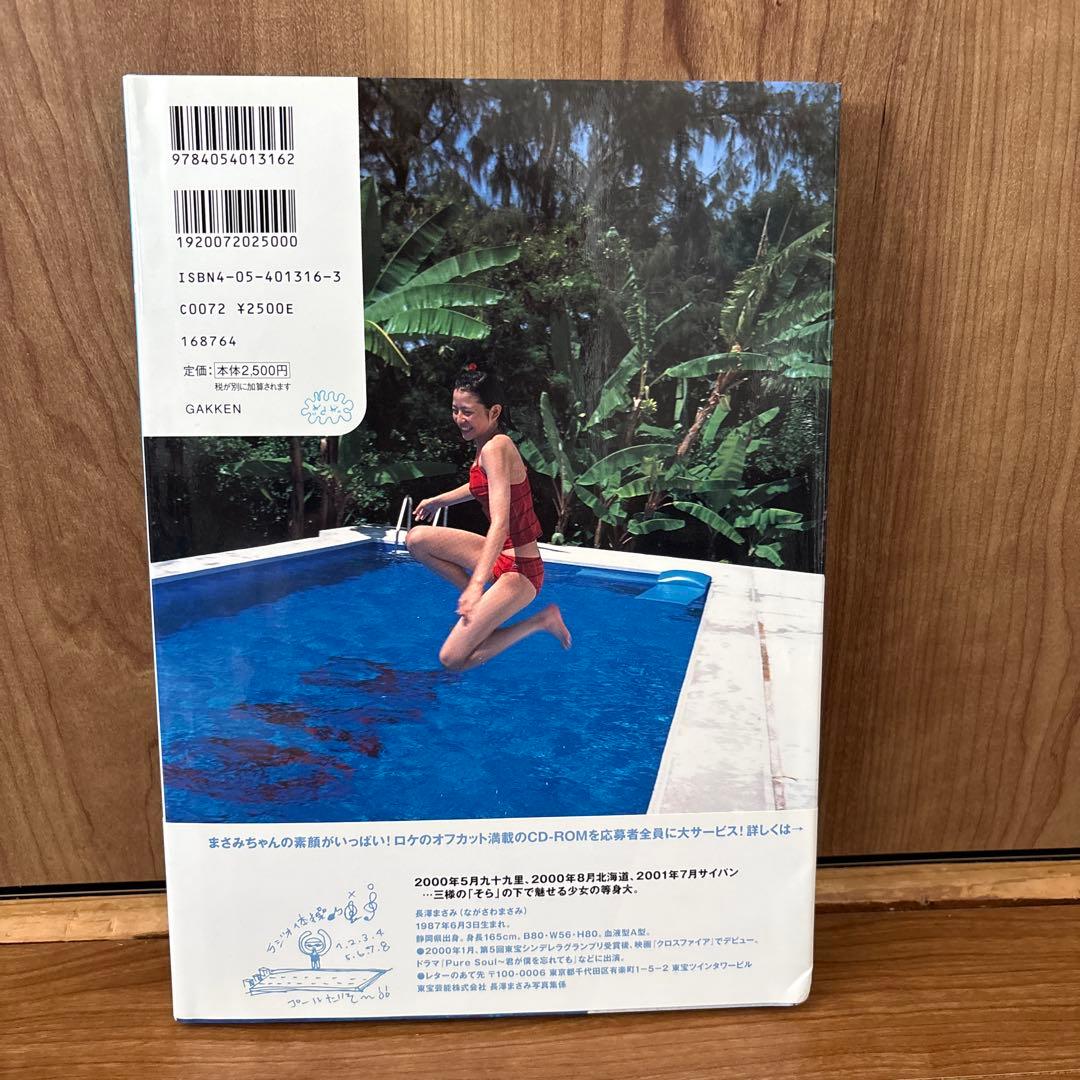 9784054013162
1920072025000
ISBN4-05-401316-3
C0072 ¥2500E
168764
定価：本体2,500円
税が別に加算されます
GAKKEN
まさみちゃんの素顔がいっぱい！ロケのオフカット満載のCD-ROMを応募者全員に大サービス！詳しくは→
2000年5月九十九里、2000年8月北海道、2001年7月サイパン
…三様の「そら」の下で魅せる少女の等身大。
長澤まさみ（ながさわまさみ）
1987年6月3日生まれ。
静岡県出身。身長165cm。B80・W56・H80。血液型A型。
●2000年1月、第5回東宝シンデレラグランプリ受賞後、映画「クロスファイア」でデビュー、
ドラマ「Pure Soul〜君が僕を忘れても」などに出演。
●レターのあて先 〒100-0006 東京都千代田区有楽町1-5-2 東宝ツインタワービル
東宝芸能株式会社 長澤まさみ写真集係
ラジオ体操
1.2.3.4
5.6.7.8